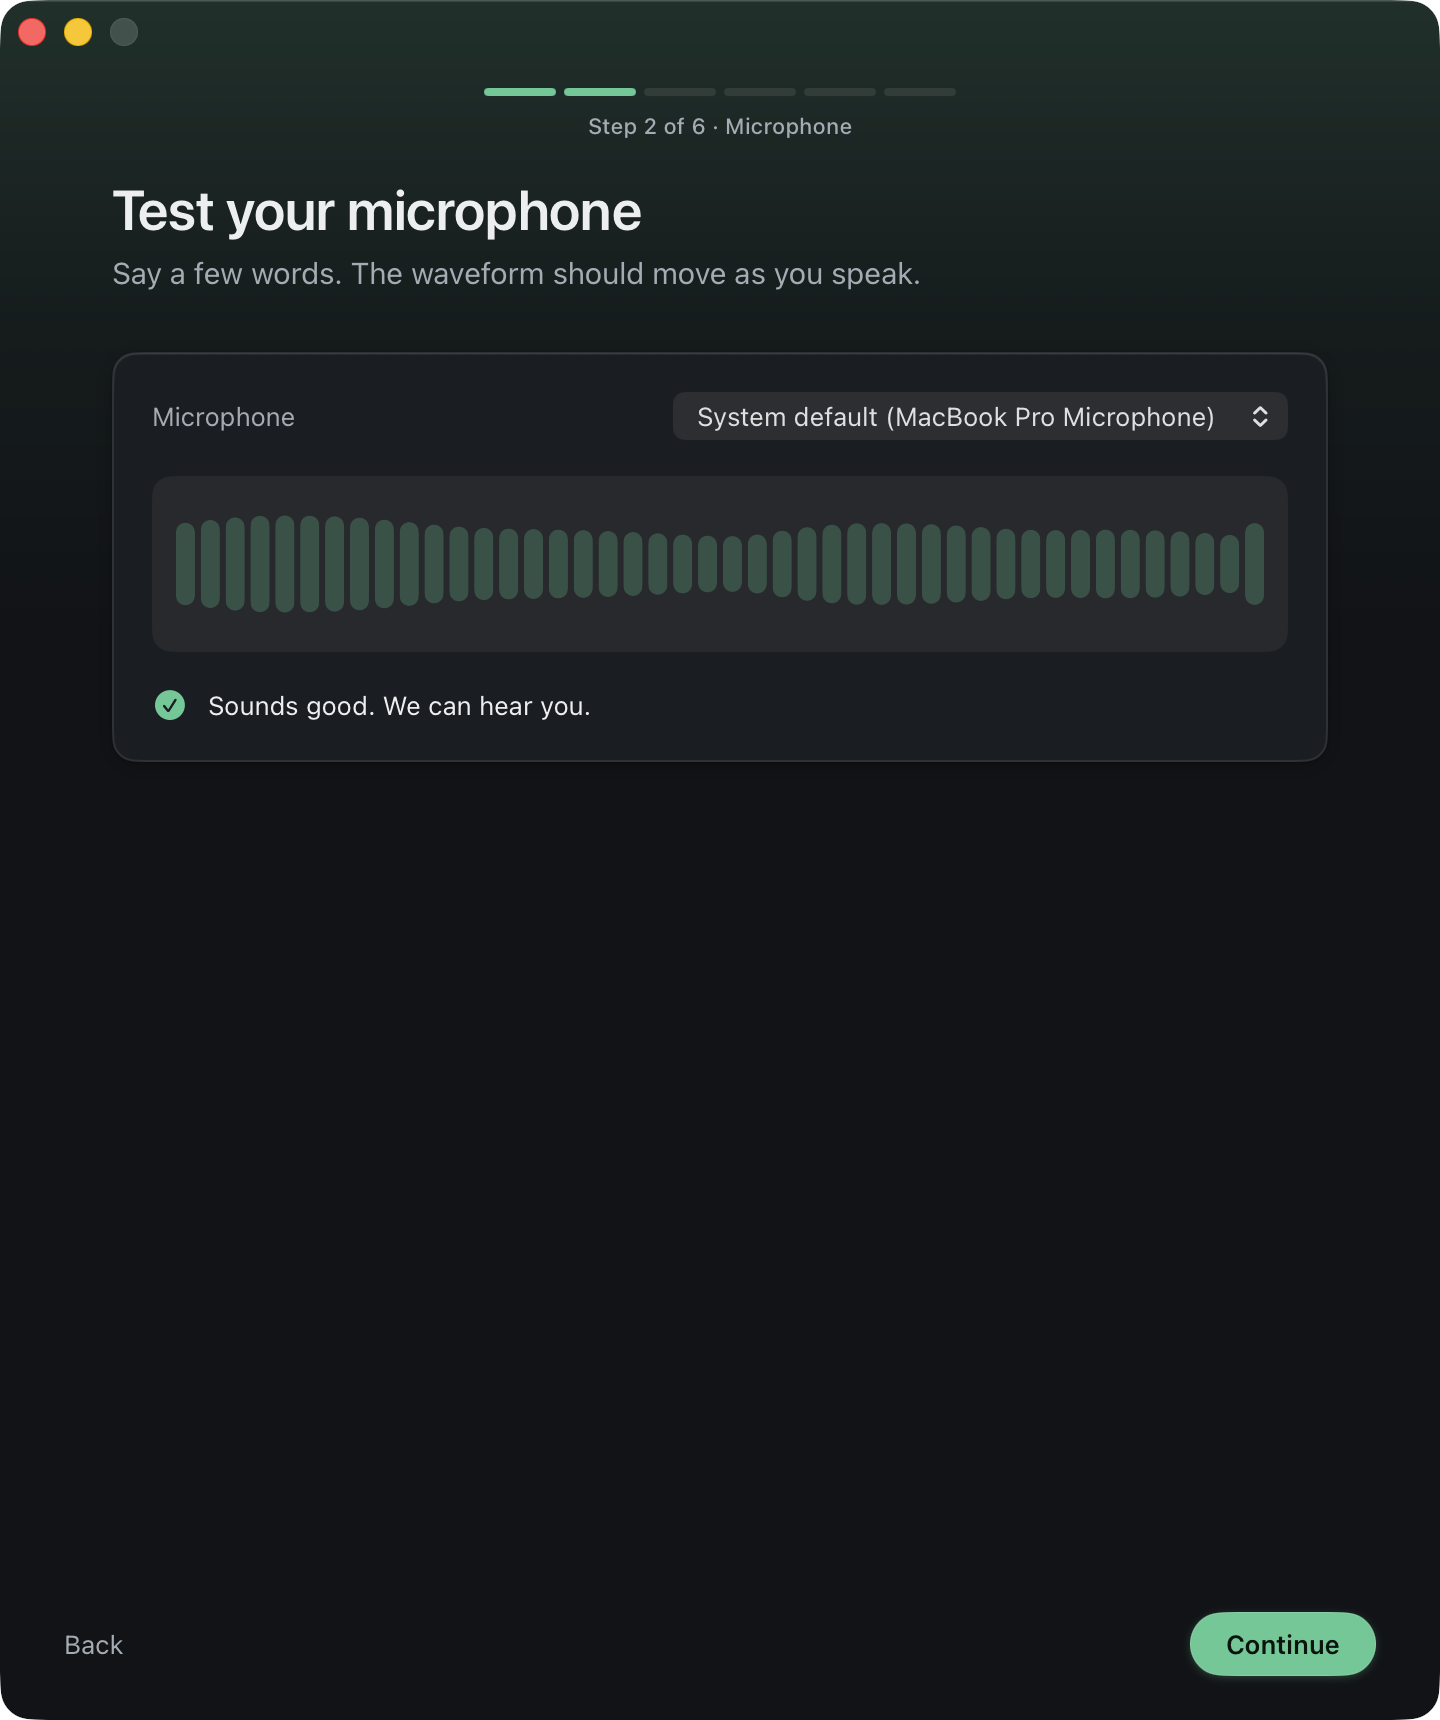 Step 2 of 6 · Microphone
Test your microphone
Say a few words. The waveform should move as you speak.
Microphone
System default (MacBook Pro Microphone)
Sounds good. We can hear you.
Back
Continue